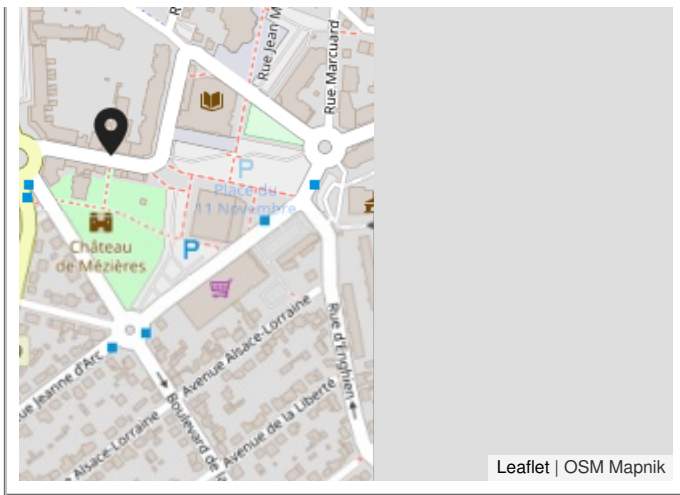 Rue Jean M
Rue Marcuard
P
Place du
11 Novembre
Château
de Mézières
P
Avenue Alsace-Lorraine
Rue d'Enghien
ue Jeanne d'Arc
Alsace-Lorraine
Boulevard de l
Avenue de la Liberté
Leaflet | OSM Mapnik